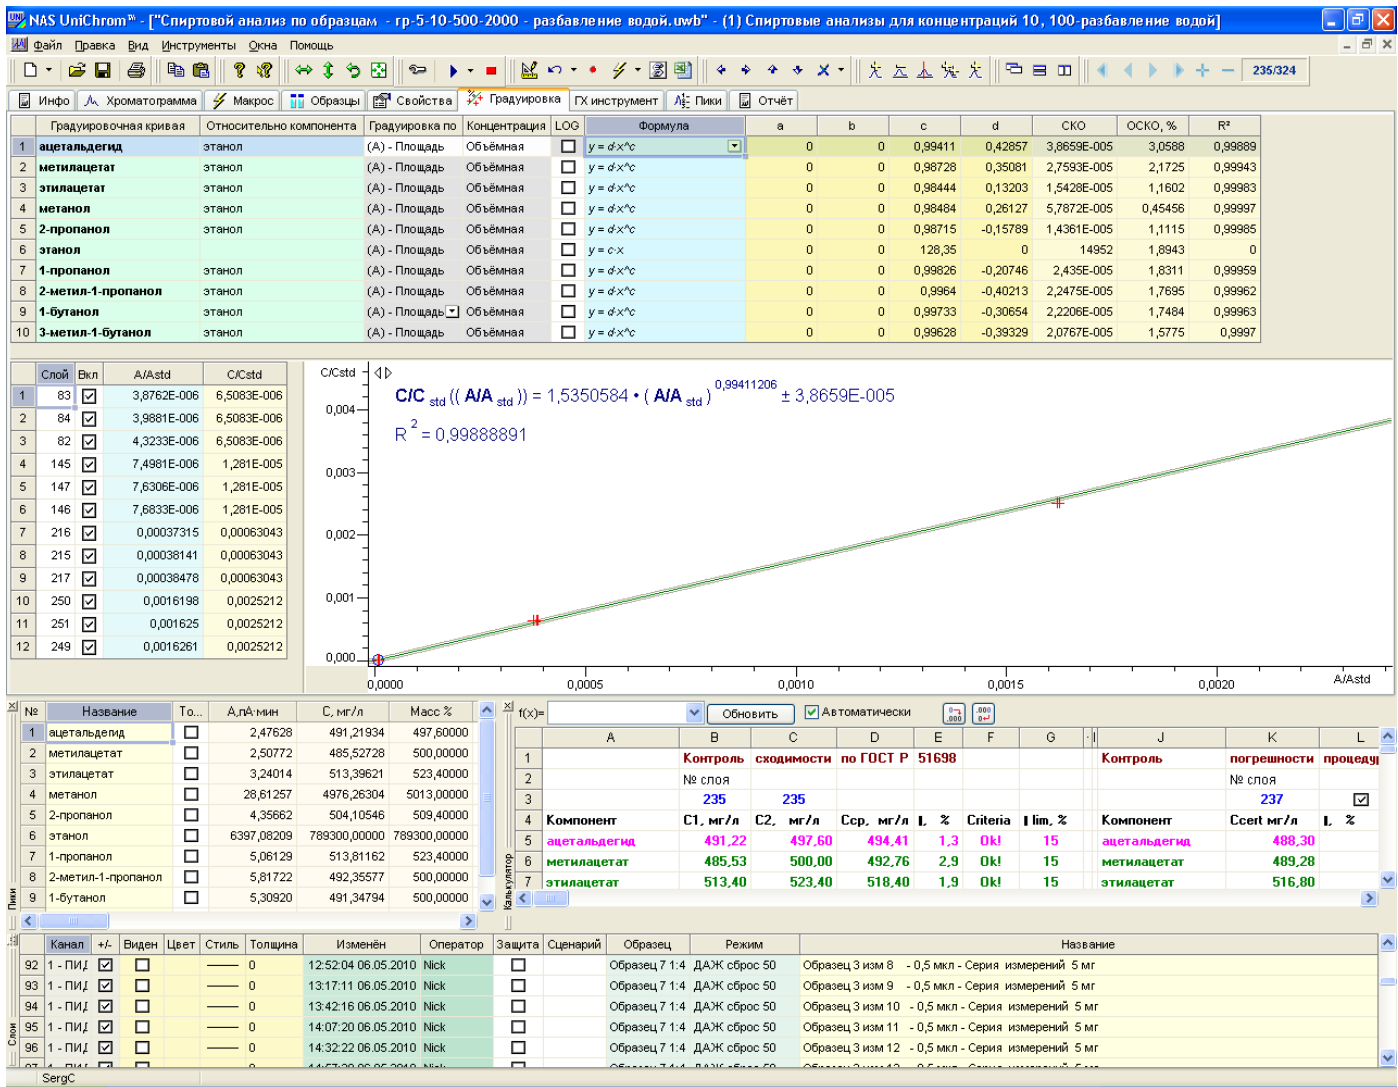 NAS UniChrom™ - ["Спиртовой анализ по образцам - гр-5-10-500-2000 - разбавление водой.uwb" - (1) Спиртовые анализы для концентраций 10, 100-разбавление водой]
Файл Правка Вид Инструменты Окна Помощь
235/324
Инфо Хроматограмма Макрос Образцы Свойства Градуировка ГХ инструмент Пики Отчёт
Градуировочная кривая Относительно компонента Градуировка по Концентрация LOG Формула a b c d СКО ОСКО, % R²
1 ацетальдегид этанол (A) - Площадь Объёмная y = d·x^c 0 0 0,99411 0,42857 3,8659E-005 3,0588 0,99889
2 метилацетат этанол (A) - Площадь Объёмная y = d·x^c 0 0 0,98728 0,35081 2,7593E-005 2,1725 0,99943
3 этилацетат этанол (A) - Площадь Объёмная y = d·x^c 0 0 0,98444 0,13203 1,5428E-005 1,1602 0,99983
4 метанол этанол (A) - Площадь Объёмная y = d·x^c 0 0 0,98484 0,26127 5,7872E-005 0,45456 0,99997
5 2-пропанол этанол (A) - Площадь Объёмная y = d·x^c 0 0 0,98715 -0,15789 1,4361E-005 1,1115 0,99985
6 этанол (A) - Площадь Объёмная y = c·x 0 0 128,35 0 14952 1,8943 0
7 1-пропанол этанол (A) - Площадь Объёмная y = d·x^c 0 0 0,99826 -0,20746 2,435E-005 1,8311 0,99959
8 2-метил-1-пропанол этанол (A) - Площадь Объёмная y = d·x^c 0 0 0,9964 -0,40213 2,2475E-005 1,7695 0,99962
9 1-бутанол этанол (A) - Площадь Объёмная y = d·x^c 0 0 0,99733 -0,30654 2,2206E-005 1,7484 0,99963
10 3-метил-1-бутанол этанол (A) - Площадь Объёмная y = d·x^c 0 0 0,99628 -0,39329 2,0767E-005 1,5775 0,9997
Слой Вкл A/Astd C/Cstd
1 83 3,8762E-006 6,5083E-006
2 84 3,9881E-006 6,5083E-006
3 82 4,3233E-006 6,5083E-006
4 145 7,4981E-006 1,281E-005
5 147 7,6306E-006 1,281E-005
6 146 7,6833E-006 1,281E-005
7 216 0,00037315 0,00063043
8 215 0,00038141 0,00063043
9 217 0,00038478 0,00063043
10 250 0,0016198 0,0025212
11 251 0,001625 0,0025212
12 249 0,0016261 0,0025212
C/Cstd
C/C std (( A/A std )) = 1,5350584 • ( A/A std ) 0,99411206 ± 3,8659E-005
R 2 = 0,99888891
0,004
0,003
0,002
0,001
0,000
0,0000 0,0005 0,0010 0,0015 0,0020 A/Astd
№ Название То... A,пА·мин C, мг/л Масс %
1 ацетальдегид 2,47628 491,21934 497,60000
2 метилацетат 2,50772 485,52728 500,00000
3 этилацетат 3,24014 513,39621 523,40000
4 метанол 28,61257 4976,26304 5013,00000
5 2-пропанол 4,35662 504,10546 509,40000
6 этанол 6397,08209 789300,00000 789300,00000
7 1-пропанол 5,06129 513,81162 523,40000
8 2-метил-1-пропанол 5,81722 492,35577 500,00000
9 1-бутанол 5,30920 491,34794 500,00000
Пики
f(x)= Обновить Автоматически
A B C D E F G I J K L
1 Контроль сходимости по ГОСТ Р 51698 Контроль погрешности процедур
2 № слоя № слоя
3 235 235 237
4 Компонент C1, мг/л C2, мг/л Cср, мг/л I, % Criteria I lim, % Компонент Ccert мг/л I, %
5 ацетальдегид 491,22 497,60 494,41 1,3 Ok! 15 ацетальдегид 488,30
6 метилацетат 485,53 500,00 492,76 2,9 Ok! 15 метилацетат 489,28
7 этилацетат 513,40 523,40 518,40 1,9 Ok! 15 этилацетат 516,80
Калькулятор
Канал +/- Виден Цвет Стиль Толщина Изменён Оператор Защита Сценарий Образец Режим Название
92 1 - ПИД 0 12:52:04 06.05.2010 Nick Образец 7 1:4 ДАЖ сброс 50 Образец 3 изм 8 - 0,5 мкл - Серия измерений 5 мг
93 1 - ПИД 0 13:17:11 06.05.2010 Nick Образец 7 1:4 ДАЖ сброс 50 Образец 3 изм 9 - 0,5 мкл - Серия измерений 5 мг
94 1 - ПИД 0 13:42:16 06.05.2010 Nick Образец 7 1:4 ДАЖ сброс 50 Образец 3 изм 10 - 0,5 мкл - Серия измерений 5 мг
95 1 - ПИД 0 14:07:20 06.05.2010 Nick Образец 7 1:4 ДАЖ сброс 50 Образец 3 изм 11 - 0,5 мкл - Серия измерений 5 мг
96 1 - ПИД 0 14:32:22 06.05.2010 Nick Образец 7 1:4 ДАЖ сброс 50 Образец 3 изм 12 - 0,5 мкл - Серия измерений 5 мг
Слои
SergC